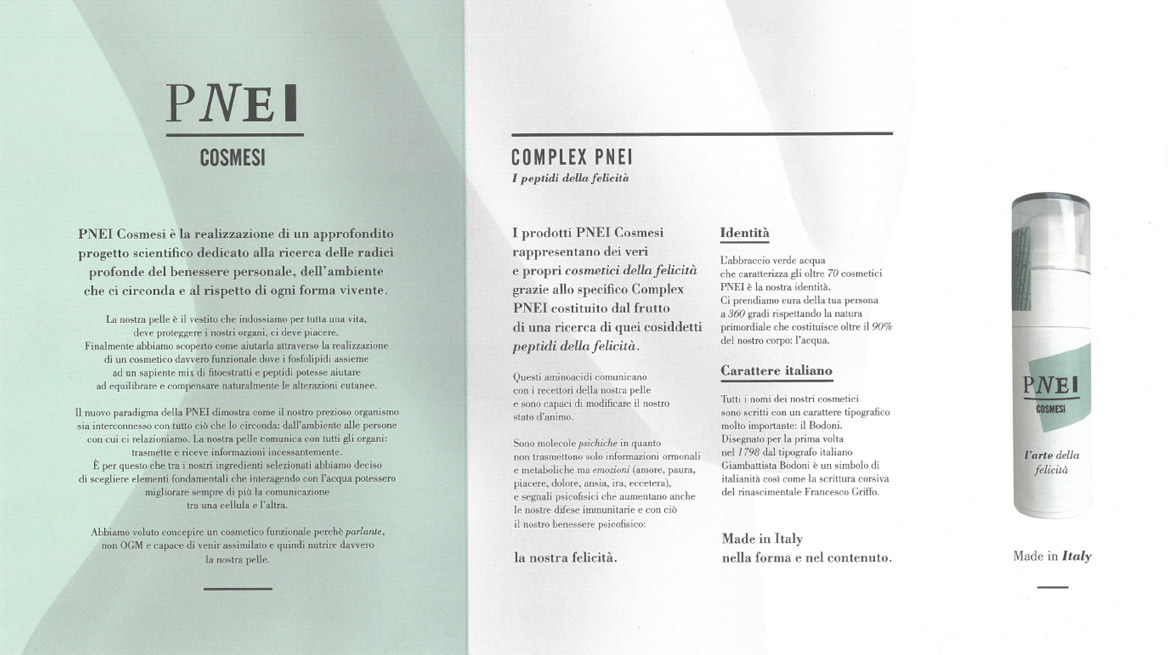 PNEI
COSMESI
PNEI Cosmesi è la realizzazione di un approfondito
progetto scientifico dedicato alla ricerca delle radici
profonde del benessere personale, dell'ambiente
che ci circonda e al rispetto di ogni forma vivente.
La nostra pelle è il vestito che indossiamo per tutta una vita,
deve proteggere i nostri organi, ci deve piacere.
Finalmente abbiamo scoperto come aiutarla attraverso la realizzazione
di un cosmetico davvero funzionale dove i fosfolipidi assieme
ad un sapiente mix di fitoestratti e peptidi potesse aiutare
ad equilibrare e compensare naturalmente le alterazioni cutanee.
Il nuovo paradigma della PNEI dimostra come il nostro prezioso organismo
sia interconnesso con tutto ciò che lo circonda: dall'ambiente alle persone
con cui ci relazioniamo. La nostra pelle comunica con tutti gli organi:
trasmette e riceve informazioni incessantemente.
È per questo che tra i nostri ingredienti selezionati abbiamo deciso
di scegliere elementi fondamentali che interagendo con l'acqua potessero
migliorare sempre di più la comunicazione
tra una cellula e l'altra.
Abbiamo voluto concepire un cosmetico funzionale perchè parlante,
non OGM e capace di venir assimilato e quindi nutrire davvero
la nostra pelle.
COMPLEX PNEI
I peptidi della felicità
I prodotti PNEI Cosmesi
rappresentano dei veri
e propri cosmetici della felicità
grazie allo specifico Complex
PNEI costituito dal frutto
di una ricerca di quei cosiddetti
peptidi della felicità.
Questi aminoacidi comunicano
con i recettori della nostra pelle
e sono capaci di modificare il nostro
stato d'animo.
Sono molecole psichiche in quanto
non trasmettono solo informazioni ormonali
e metaboliche ma emozioni (amore, paura,
piacere, dolore, ansia, ira, eccetera),
e segnali psicofisici che aumentano anche
le nostre difese immunitarie e con ciò
il nostro benessere psicofisico:
la nostra felicità.
Identità
L'abbraccio verde acqua
che caratterizza gli oltre 70 cosmetici
PNEI è la nostra identità.
Ci prendiamo cura della tua persona
a 360 gradi rispettando la natura
primordiale che costituisce oltre il 90%
del nostro corpo: l'acqua.
Carattere italiano
Tutti i nomi dei nostri cosmetici
sono scritti con un carattere tipografico
molto importante: il Bodoni.
Disegnato per la prima volta
nel 1798 dal tipografo italiano
Giambattista Bodoni è un simbolo di
italianità così come la scrittura corsiva
del rinascimentale Francesco Griffo.
Made in Italy
nella forma e nel contenuto.
PNEI
COSMESI
l'arte della
felicità
Made in Italy